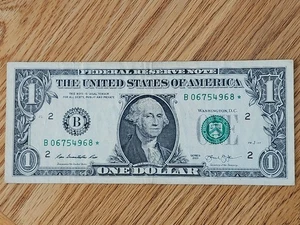 FEDERAL RESERVE NOTE
THE UNITED STATES OF AMERICA
1
1
B 06754968 *
WASHINGTON, D.C.
2
2
B
B 06754968 *
2
2
ONE DOLLAR
1
1